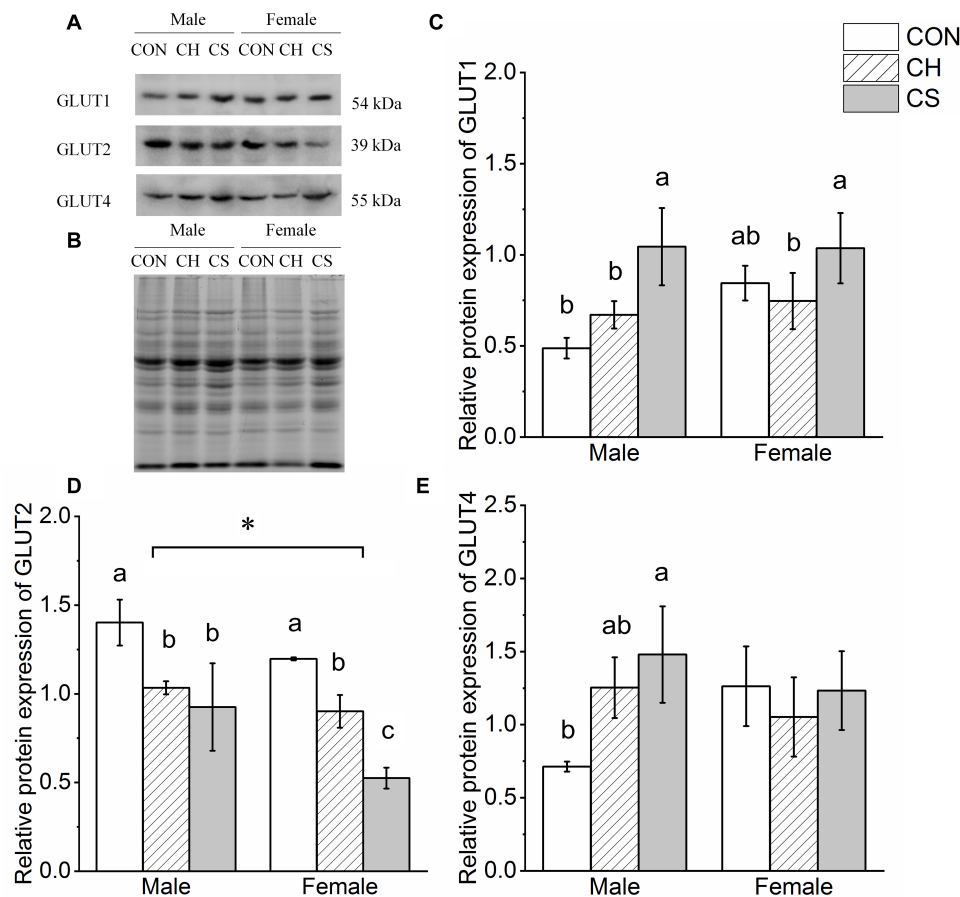 A
Male Female
CON CH CS CON CH CS
GLUT1 54 kDa
GLUT2 39 kDa
GLUT4 55 kDa
B
Male Female
CON CH CS CON CH CS
C
CON
CH
CS
Relative protein expression of GLUT1
2.0
1.5
1.0
0.5
0.0
b b a ab b a
Male Female
D
Relative protein expression of GLUT2
2.0
1.5
1.0
0.5
0.0
*
a b b a b c
Male Female
E
Relative protein expression of GLUT4
2.5
2.0
1.5
1.0
0.5
0.0
b ab a
Male Female